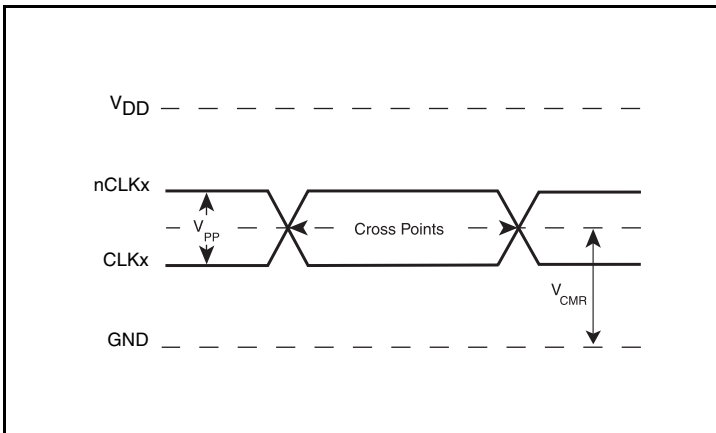 VDD
nCLKx
VPP
Cross Points
CLKx
VCMR
GND